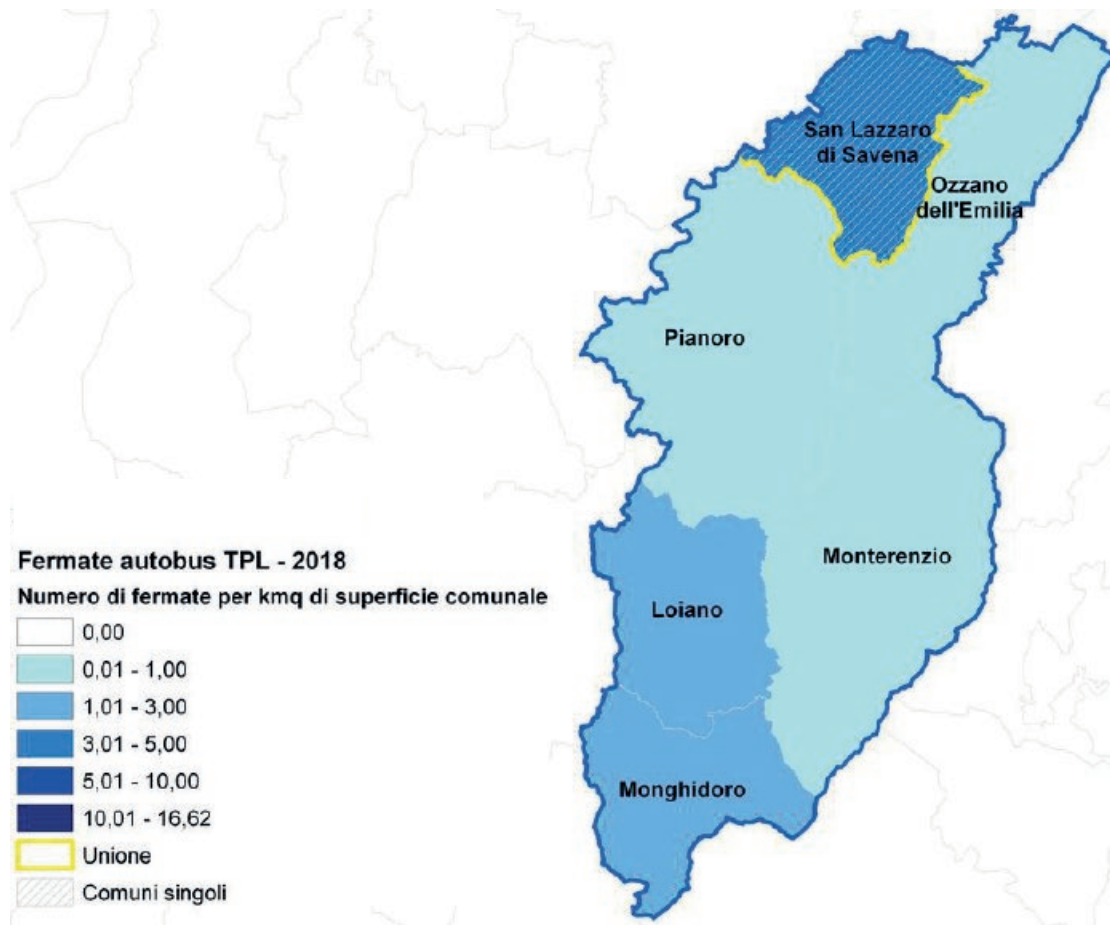 San Lazzaro
di Savena
Ozzano
dell'Emilia
Pianoro
Monterenzio
Loiano
Monghidoro
Fermate autobus TPL - 2018
Numero di fermate per kmq di superficie comunale
0,00
0,01 - 1,00
1,01 - 3,00
3,01 - 5,00
5,01 - 10,00
10,01 - 16,62
Unione
Comuni singoli